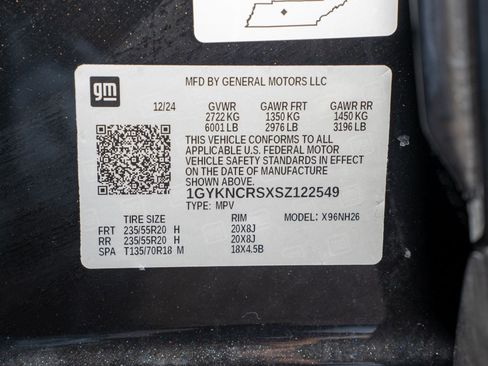 gm
MFD BY GENERAL MOTORS LLC
12/24 GVWR GAWR FRT GAWR RR
2722 KG 1350 KG 1450 KG
6001 LB 2976 LB 3196 LB
THIS VEHICLE CONFORMS TO ALL
APPLICABLE U.S. FEDERAL MOTOR
VEHICLE SAFETY STANDARDS IN EFFECT
ON THE DATE OF MANUFACTURE
SHOWN ABOVE.
1GYKNCRSXSZ122549
TYPE: MPV
TIRE SIZE RIM MODEL: X96NH26
FRT 235/55R20 H 20X8J
RR 235/55R20 H 20X8J
SPA T135/70R18 M 18X4.5B